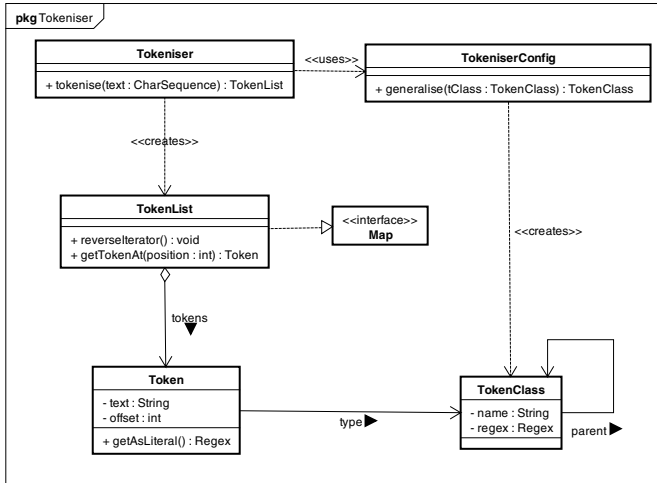 pkg Tokeniser
Tokeniser
+ tokenise(text : CharSequence) : TokenList
<<uses>>
TokeniserConfig
+ generalise(tClass : TokenClass) : TokenClass
<<creates>>
TokenList
+ reverseIterator() : void
+ getTokenAt(position : int) : Token
<<interface>>
Map
<<creates>>
tokens
Token
- text : String
- offset : int
+ getAsLiteral() : Regex
type
TokenClass
- name : String
- regex : Regex
parent